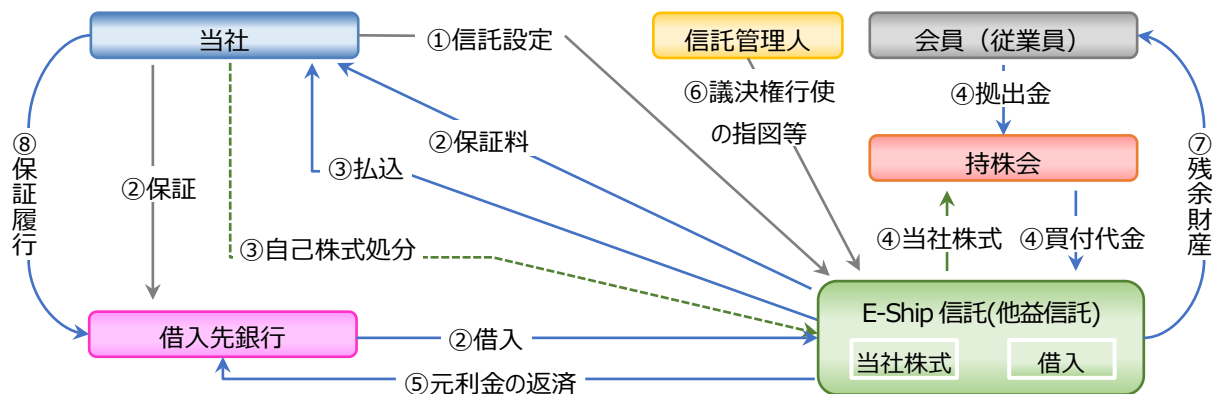 当社
①信託設定
信託管理人
会員（従業員）
⑥議決権行使
の指図等
④拠出金
②保証料
③払込
持株会
⑧保証履行
②保証
⑦残余財産
③自己株式処分
④当社株式
④買付代金
E-Ship 信託(他益信託)
借入先銀行
②借入
当社株式
借入
⑤元利金の返済